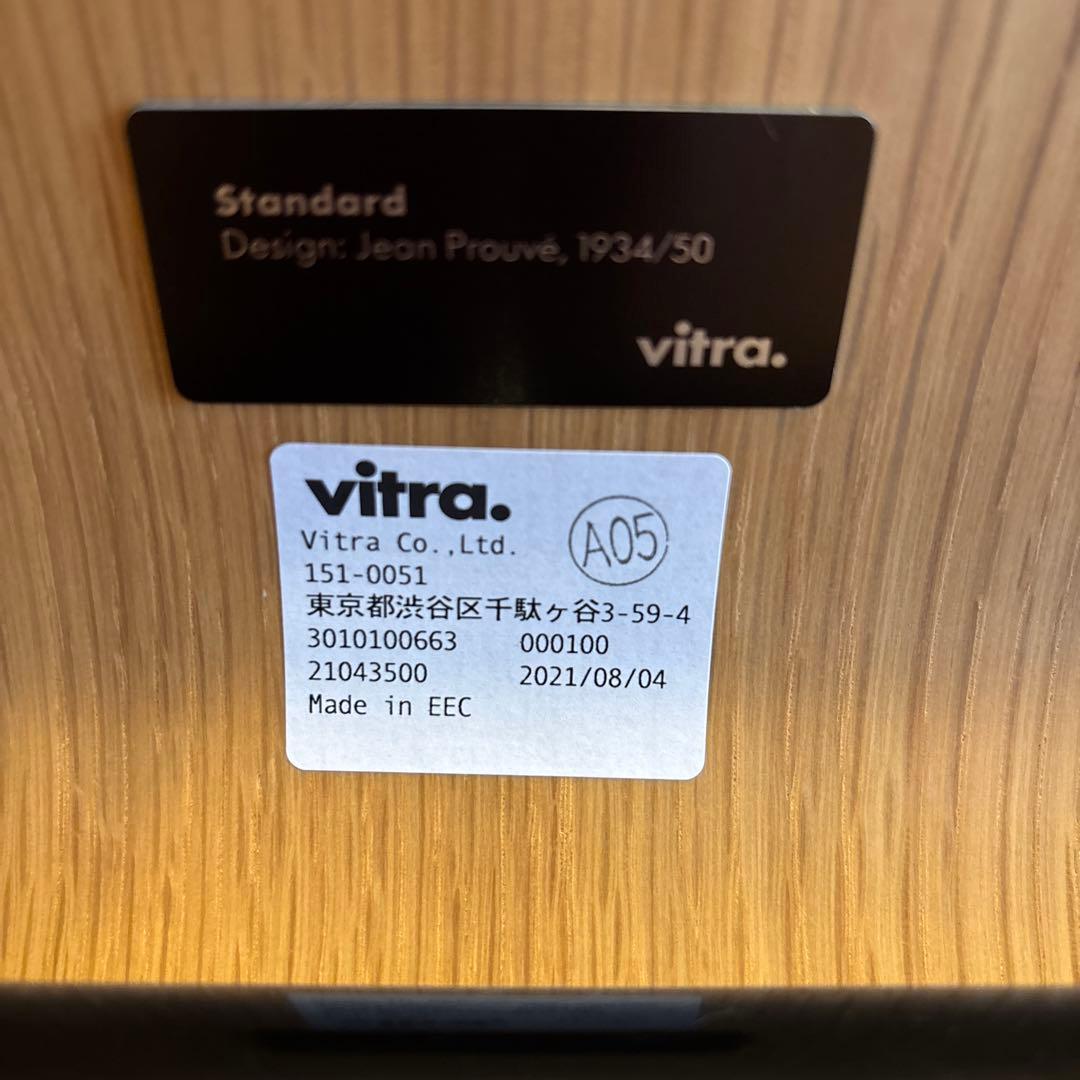 Standard
Design: Jean Prouvé, 1934/50
vitra.
vitra.
Vitra Co.,Ltd.
A05
151-0051
東京都渋谷区千駄ヶ谷3-59-4
3010100663 000100
21043500 2021/08/04
Made in EEC